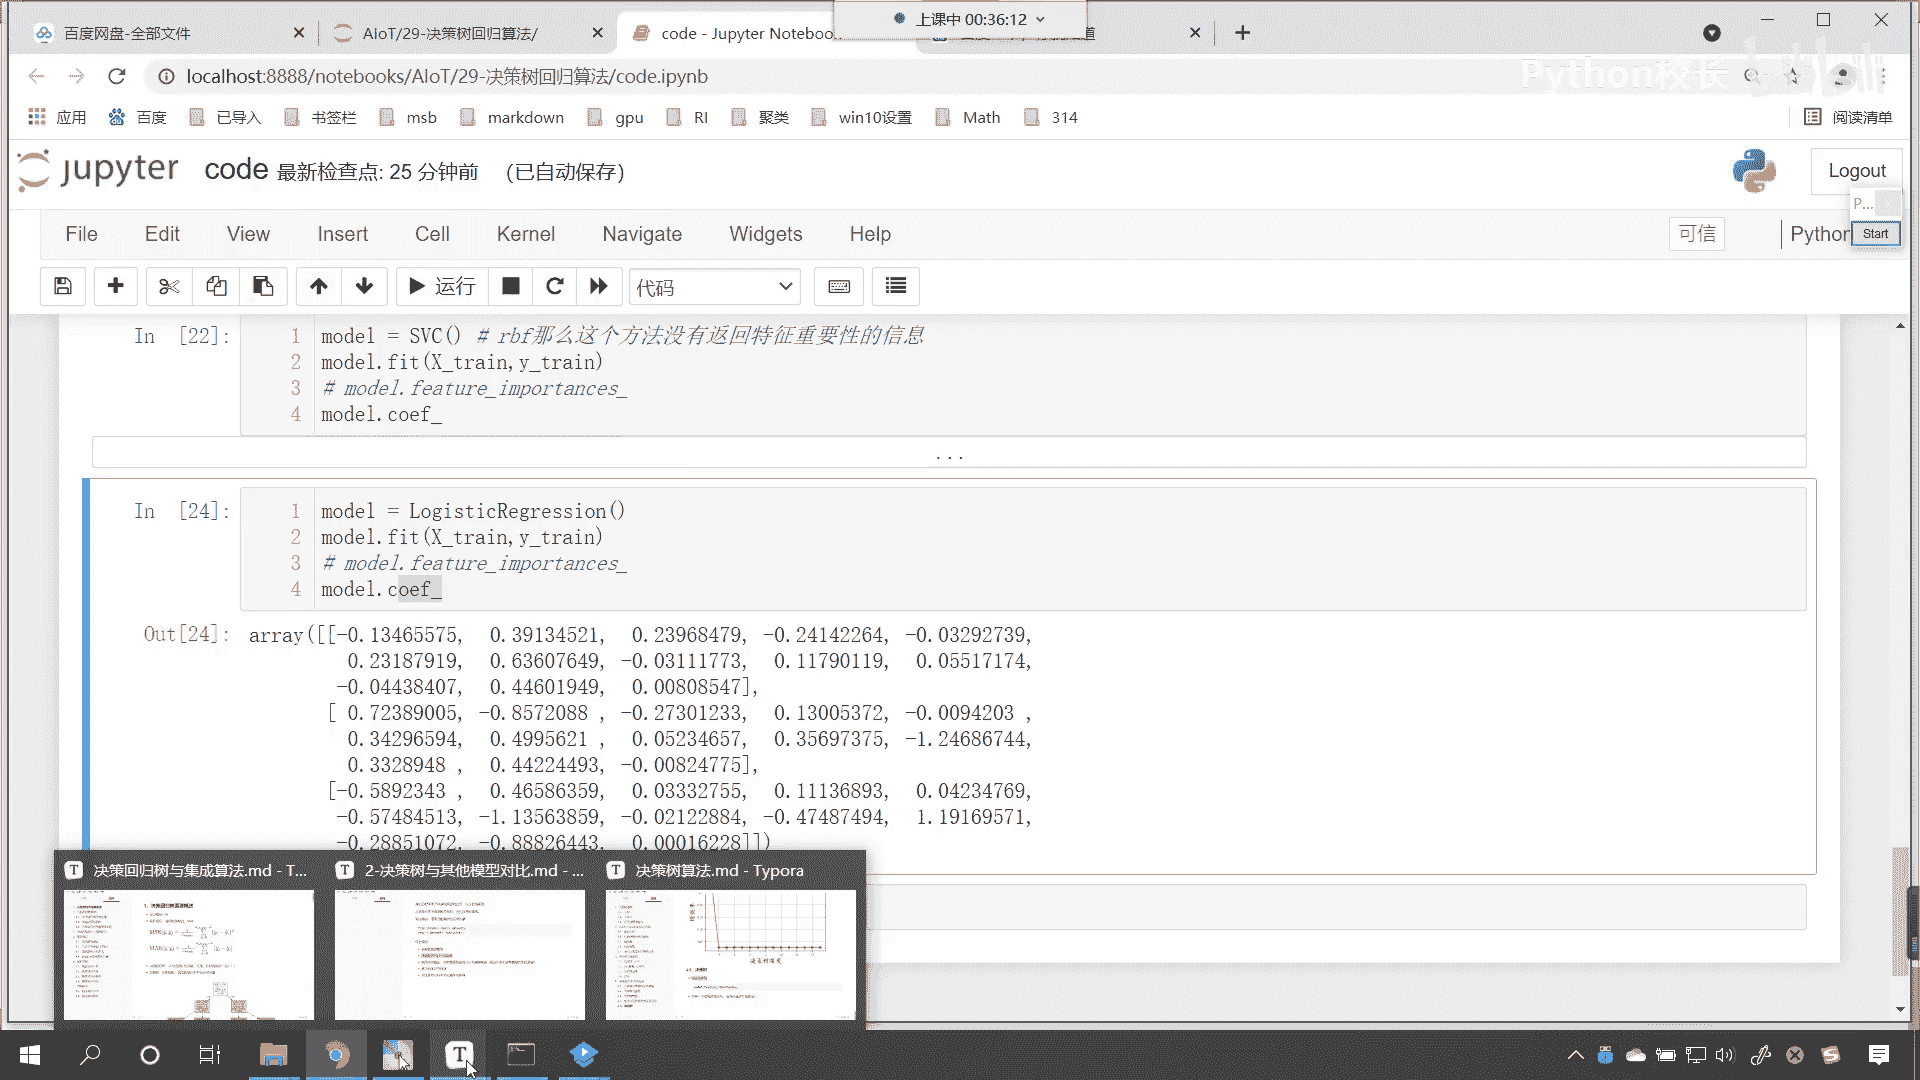 上课中 00:36:12
百度网盘-全部文件
AIoT/29-决策树回归算法/
code - Jupyter Noteboo
localhost:8888/notebooks/AIoT/29-决策树回归算法/code.ipynb
Python校长
应用 百度 已导入 书签栏 msb markdown gpu RI 聚类 win10设置 Math 314 阅读清单
jupyter code 最新检查点: 25 分钟前 (已自动保存)
Logout
P...
File Edit View Insert Cell Kernel Navigate Widgets Help 可信 Python
Start
运行 代码
In [22]:
1 model = SVC() # rbf那么这个方法没有返回特征重要性的信息
2 model.fit(X_train,y_train)
3 # model.feature_importances_
4 model.coef_
...
In [24]:
1 model = LogisticRegression()
2 model.fit(X_train,y_train)
3 # model.feature_importances_
4 model.coef_
Out[24]: array([[-0.13465575, 0.39134521, 0.23968479, -0.24142264, -0.03292739,
0.23187919, 0.63607649, -0.03111773, 0.11790119, 0.05517174,
-0.04438407, 0.44601949, 0.00808547],
[ 0.72389005, -0.8572088 , -0.27301233, 0.13005372, -0.0094203 ,
0.34296594, 0.4995621 , 0.05234657, 0.35697375, -1.24686744,
0.3328948 , 0.44224493, -0.00824775],
[-0.5892343 , 0.46586359, 0.03332755, 0.11136893, 0.04234769,
-0.57484513, -1.13563859, -0.02122884, -0.47487494, 1.19169571,
-0.28851072, -0.88826443, 0.00016228]])
决策回归树与集成算法.md - T...
2-决策树与其他模型对比.md - ...
决策树算法.md - Typora
决策树深度